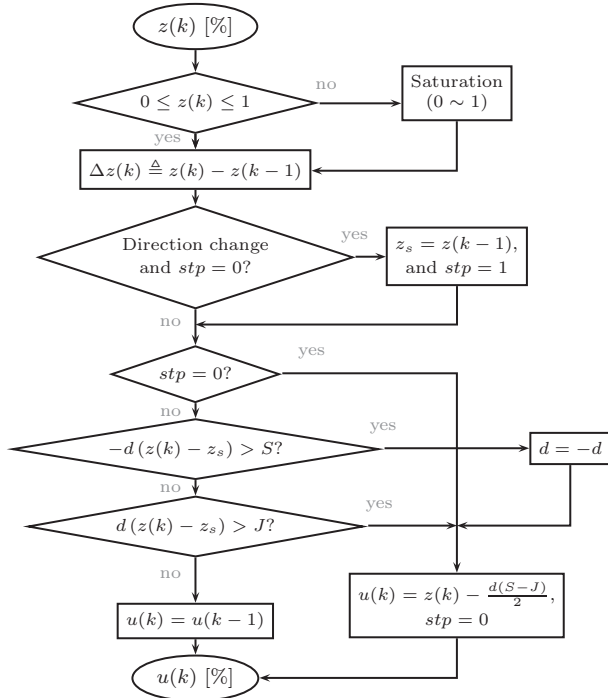 z(k) [%]
0 ≤ z(k) ≤ 1
no
Saturation
(0 ∼ 1)
yes
Δz(k) ≜ z(k) − z(k−1)
Direction change
and stp = 0?
yes
z_s = z(k−1),
and stp = 1
no
stp = 0?
yes
no
−d (z(k) − z_s) > S?
yes
d = −d
no
d (z(k) − z_s) > J?
yes
no
u(k) = u(k−1)
u(k) = z(k) − \frac{d(S−J)}{2},
stp = 0
u(k) [%]